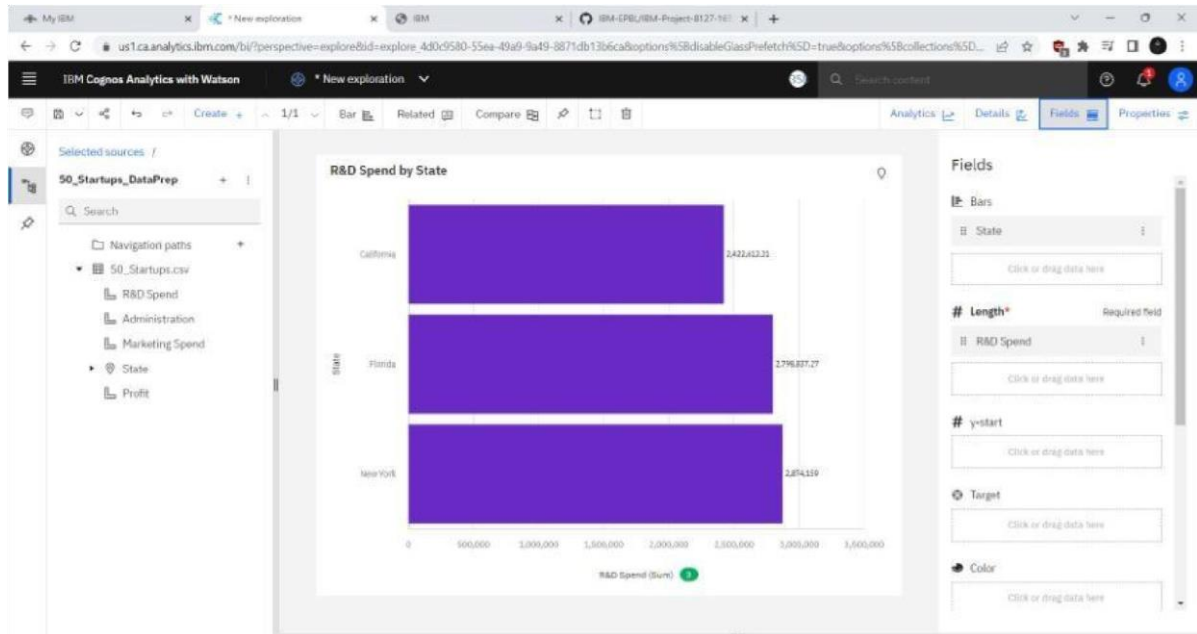 My IBM
* New exploration
IBM
IBM-EPBL/IBM-Project-8127-16
us1.ca.analytics.ibm.com/bi/?perspective=explore&id=explore_4d0c9580-55ea-49a9-9a49-8871db13b6ca&options%5BdisableGlassPrefetch%5D=true&options%5Bcollections%5D...
IBM Cognos Analytics with Watson
* New exploration
Search content
Create +
1/1
Bar
Related
Compare
Analytics
Details
Fields
Properties
Selected sources /
50_Startups_DataPrep
Search
Navigation paths
50_Startups.csv
R&D Spend
Administration
Marketing Spend
State
Profit
R&D Spend by State
State
California
2,422,413.21
Florida
New York
2,874,159
0
500,000
1,000,000
1,500,000
2,000,000
2,500,000
3,000,000
3,500,000
R&D Spend (Sum) 3
Fields
Bars
State
Click or drag data here
# Length*
Required field
R&D Spend
Click or drag data here
# y-start
Click or drag data here
Target
Click or drag data here
Color
Click or drag data here